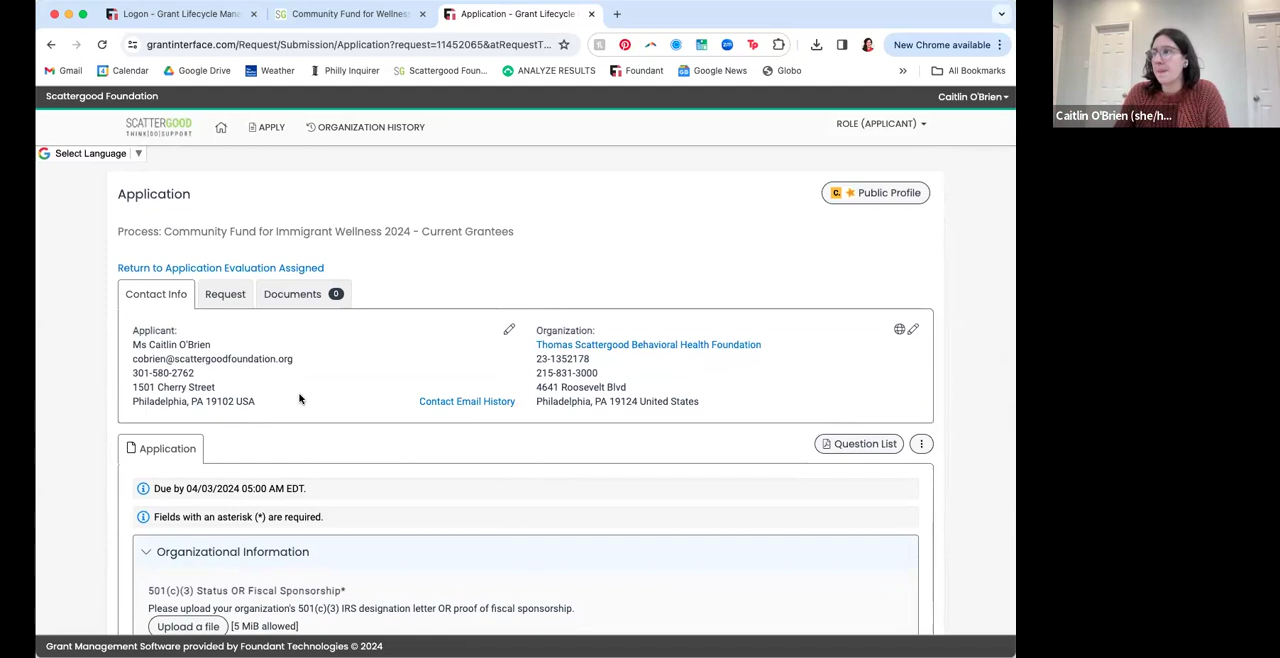 Logon - Grant Lifecycle Mana
Community Fund for Wellness
Application - Grant Lifecycle
grantinterface.com/Request/Submission/Application?request=11452065&atRequestT...
New Chrome available
Gmail
Calendar
Google Drive
Weather
Philly Inquirer
Scattergood Foun...
ANALYZE RESULTS
Foundant
Google News
Globo
»
All Bookmarks
Scattergood Foundation
Caitlin O'Brien
SCATTERGOOD
THINK|DO|SUPPORT
APPLY
ORGANIZATION HISTORY
ROLE (APPLICANT)
Select Language
Application
Public Profile
Process: Community Fund for Immigrant Wellness 2024 - Current Grantees
Return to Application Evaluation Assigned
Contact Info
Request
Documents 0
Applicant:
Ms Caitlin O'Brien
cobrien@scattergoodfoundation.org
301-580-2762
1501 Cherry Street
Philadelphia, PA 19102 USA
Contact Email History
Organization:
Thomas Scattergood Behavioral Health Foundation
23-1352178
215-831-3000
4641 Roosevelt Blvd
Philadelphia, PA 19124 United States
Application
Question List
Due by 04/03/2024 05:00 AM EDT.
Fields with an asterisk (*) are required.
Organizational Information
501(c)(3) Status OR Fiscal Sponsorship*
Please upload your organization's 501(c)(3) IRS designation letter OR proof of fiscal sponsorship.
Upload a file [5 MiB allowed]
Grant Management Software provided by Foundant Technologies © 2024
Caitlin O'Brien (she/h...